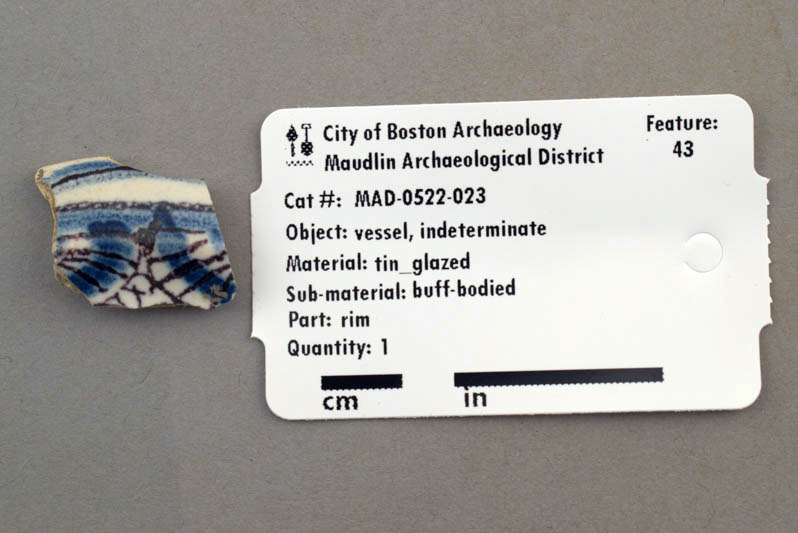 City of Boston Archaeology
Maudlin Archaeological District
Feature:
43
Cat #: MAD-0522-023
Object: vessel, indeterminate
Material: tin_glazed
Sub-material: buff-bodied
Part: rim
Quantity: 1
cm
in